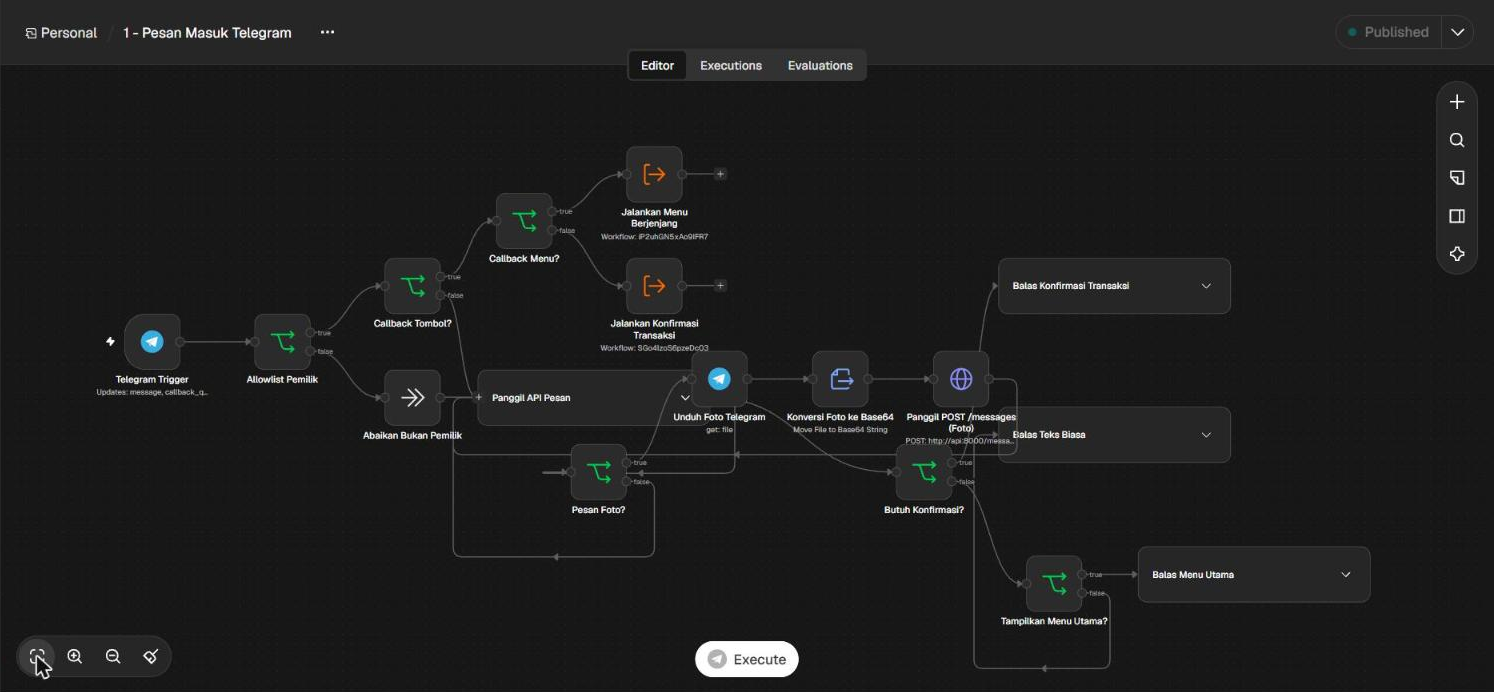 Personal / 1 - Pesan Masuk Telegram ...
Published
Editor
Executions
Evaluations
true
false
Jalankan Menu
Berjenjang
Workflow: iP2uhGN5xAo9IFR7
Callback Menu?
true
false
Callback Tombol?
Jalankan Konfirmasi
Transaksi
Workflow: SGo4lzoS6pzeDc03
Balas Konfirmasi Transaksi
true
false
Telegram Trigger
Updates: message, callback_q...
Allowlist Pemilik
Abaikan Bukan Pemilik
Panggil API Pesan
Unduh Foto Telegram
get: file
Konversi Foto ke Base64
Move File to Base64 String
Panggil POST /messages
(Foto)
POST: http://api:8000/messa...
Balas Teks Biasa
true
false
Pesan Foto?
true
false
Butuh Konfirmasi?
true
false
Tampilkan Menu Utama?
Balas Menu Utama
Execute